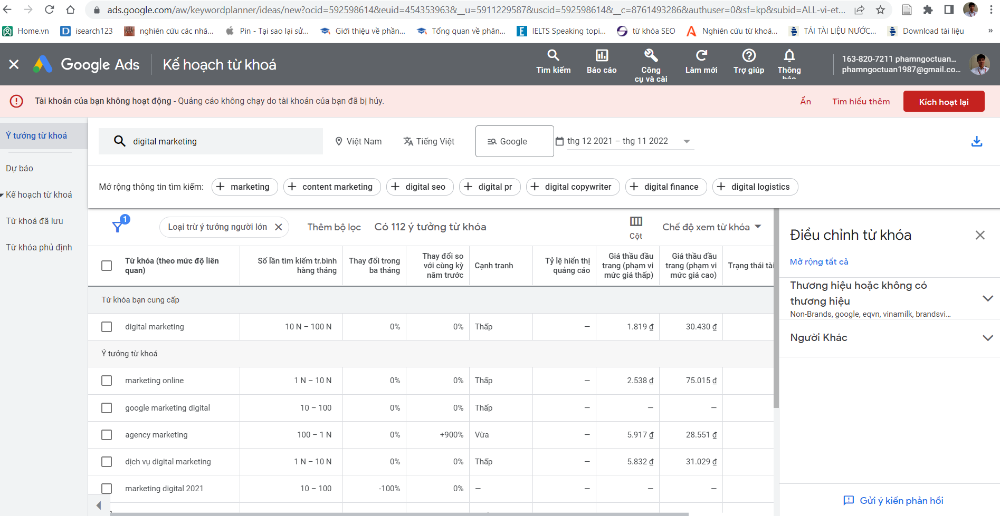 ads.google.com/aw/keywordplanner/ideas/new?ocid=592598614&euid=454353963&__u=5911229587&uscid=592598614&__c=8761493286&authuser=0&sf=kp&subid=ALL-vi-et...
Home.vn
isearch123
nghiên cứu các nhâ...
Pin - Tại sao lại sử...
Giới thiệu về phần...
Tổng quan về phân...
IELTS Speaking topi...
từ khóa SEO
Nghiên cứu từ khóa...
TẢI TÀI LIỆU NƯỚC...
Download tài liệu
»
Google Ads
Kế hoạch từ khoá
Tìm kiếm
Báo cáo
Công
cụ và cài
Làm mới
Trợ giúp
Thông
báo
163-820-7211 phamngoctuan...
phamngoctuan1987@gmail.co...
Tài khoản của bạn không hoạt động - Quảng cáo không chạy do tài khoản của bạn đã bị hủy.
Ẩn
Tìm hiểu thêm
Kích hoạt lại
Ý tưởng từ khoá
Dự báo
Kế hoạch từ khoá
Từ khoá đã lưu
Từ khóa phủ định
digital marketing
Việt Nam
Tiếng Việt
Google
thg 12 2021 – thg 11 2022
Mở rộng thông tin tìm kiếm:
marketing
content marketing
digital seo
digital pr
digital copywriter
digital finance
digital logistics
1
Loại trừ ý tưởng người lớn
Thêm bộ lọc
Có 112 ý tưởng từ khóa
Cột
Chế độ xem từ khóa
Từ khóa (theo mức độ liên
quan)
Số lần tìm kiếm tr.bình
hàng tháng
Thay đổi trong
ba tháng
Thay đổi so
với cùng kỳ
năm trước
Cạnh tranh
Tỷ lệ hiển thị
quảng cáo
Giá thầu đầu
trang (phạm vi
mức giá thấp)
Giá thầu đầu
trang (phạm vi
mức giá cao)
Trạng thái tài
Từ khóa bạn cung cấp
digital marketing 10 N – 100 N 0% 0% Thấp — 1.819 ₫ 30.430 ₫
Ý tưởng từ khoá
marketing online 1 N – 10 N 0% 0% Thấp — 2.538 ₫ 75.015 ₫
google marketing digital 10 – 100 0% 0% Thấp — — —
agency marketing 100 – 1 N 0% +900% Vừa — 5.917 ₫ 28.551 ₫
dịch vụ digital marketing 1 N – 10 N 0% 0% Thấp — 5.832 ₫ 31.029 ₫
marketing digital 2021 10 – 100 -100% 0% — — — —
Điều chỉnh từ khóa
Mở rộng tất cả
Thương hiệu hoặc không có
thương hiệu
Non-Brands, google, eqvn, vinamilk, brandsvi...
Người Khác
Gửi ý kiến phản hồi